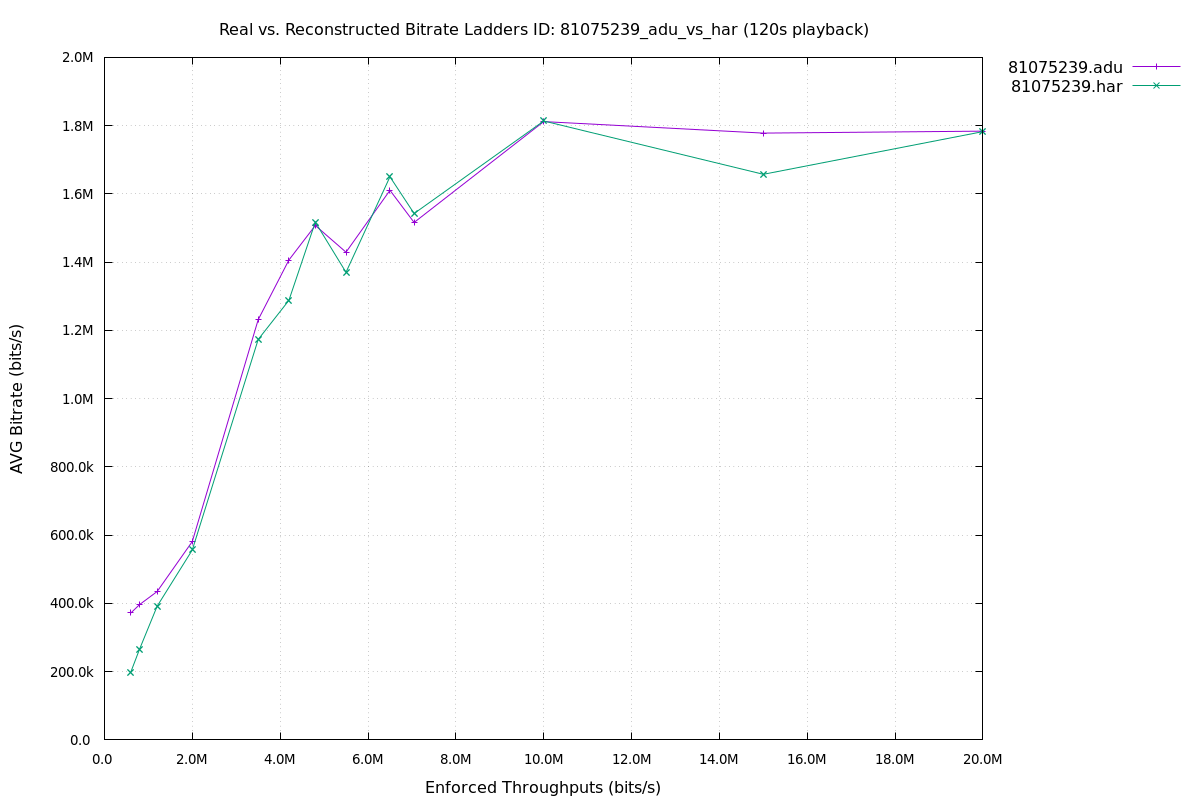 Real vs. Reconstructed Bitrate Ladders ID: 81075239_adu_vs_har (120s playback)
81075239.adu
81075239.har
AVG Bitrate (bits/s)
2.0M
1.8M
1.6M
1.4M
1.2M
1.0M
800.0k
600.0k
400.0k
200.0k
0.0
0.0 2.0M 4.0M 6.0M 8.0M 10.0M 12.0M 14.0M 16.0M 18.0M 20.0M
Enforced Throughputs (bits/s)